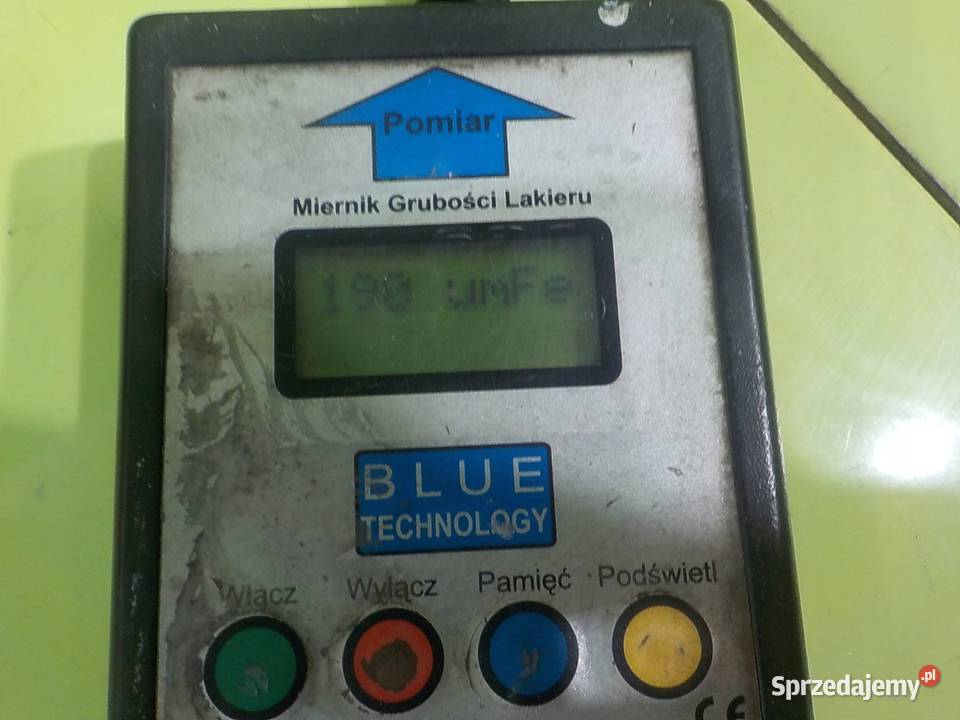 Pomiar
Miernik Grubości Lakieru
190 umFe
BLUE
TECHNOLOGY
Włącz Wyłącz Pamięć Podświetl
CE
Sprzedajemy.pl